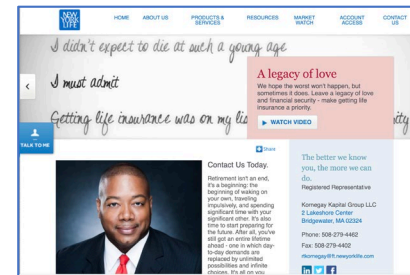 NEW
YORK
LIFE
HOME
ABOUT US
PRODUCTS &
SERVICES
RESOURCES
MARKET
WATCH
ACCOUNT
ACCESS
CONTACT
US
I didn't expect to die at such a young age
I must admit
Getting life insurance was on my lis
ity
A legacy of love
We hope the worst won't happen, but
sometimes it does. Leave a legacy of love
and financial security - make getting life
insurance a priority.
WATCH VIDEO
TALK TO ME
Share
Contact Us Today.
Retirement isn't an end,
it's a beginning: the
beginning of waking up
on your own, traveling
impulsively, and spending
significant time with your
significant other. It's also
time to start preparing for
the future. After all, you've
still got an entire lifetime
ahead - one in which day-
to-day demands are
replaced by unlimited
possibilities and infinite
choices. It's all on you
The better we know
you, the more we can
do.
Registered Representative
Kornegay Kapital Group LLC
2 Lakeshore Center
Bridgewater, MA 02324
Phone: 508-279-4462
Fax: 508-279-4402
rkornegay@ft.newyorklife.com